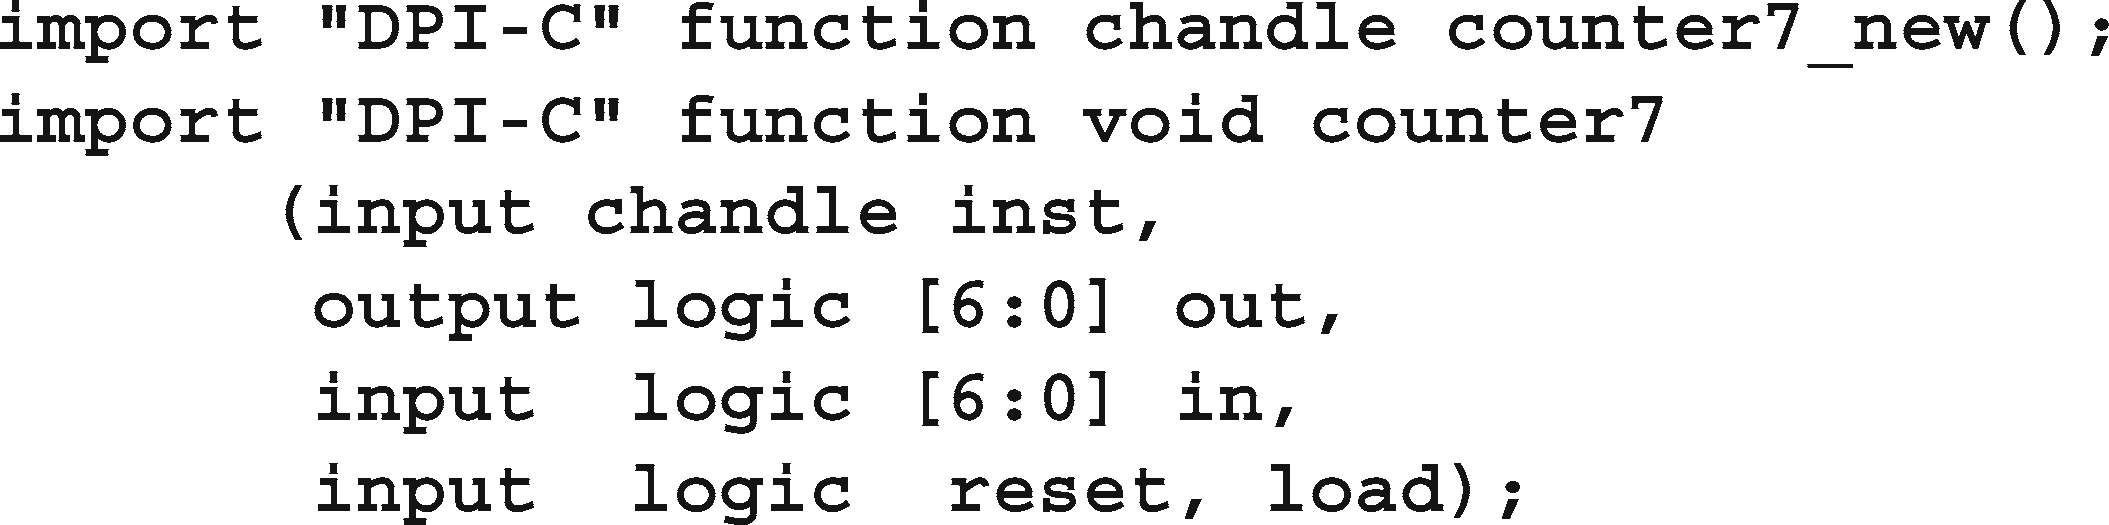 import "DPI-C" function chandle counter7_new();
import "DPI-C" function void counter7
(input chandle inst,
output logic [6:0] out,
input logic [6:0] in,
input logic reset, load);